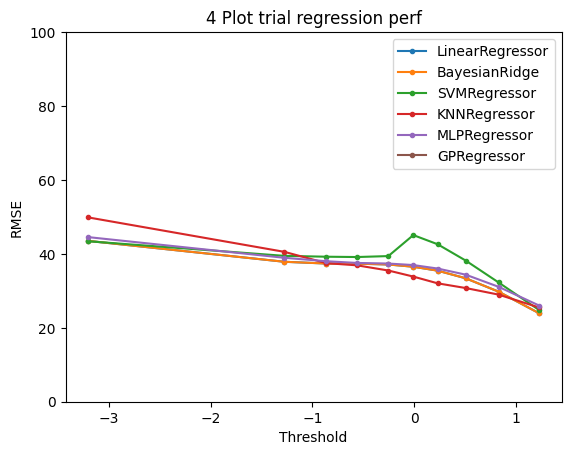 4 Plot trial regression perf
100
80
60
40
20
0
RMSE
−3
−2
−1
0
1
Threshold
LinearRegressor
BayesianRidge
SVMRegressor
KNNRegressor
MLPRegressor
GPRegressor